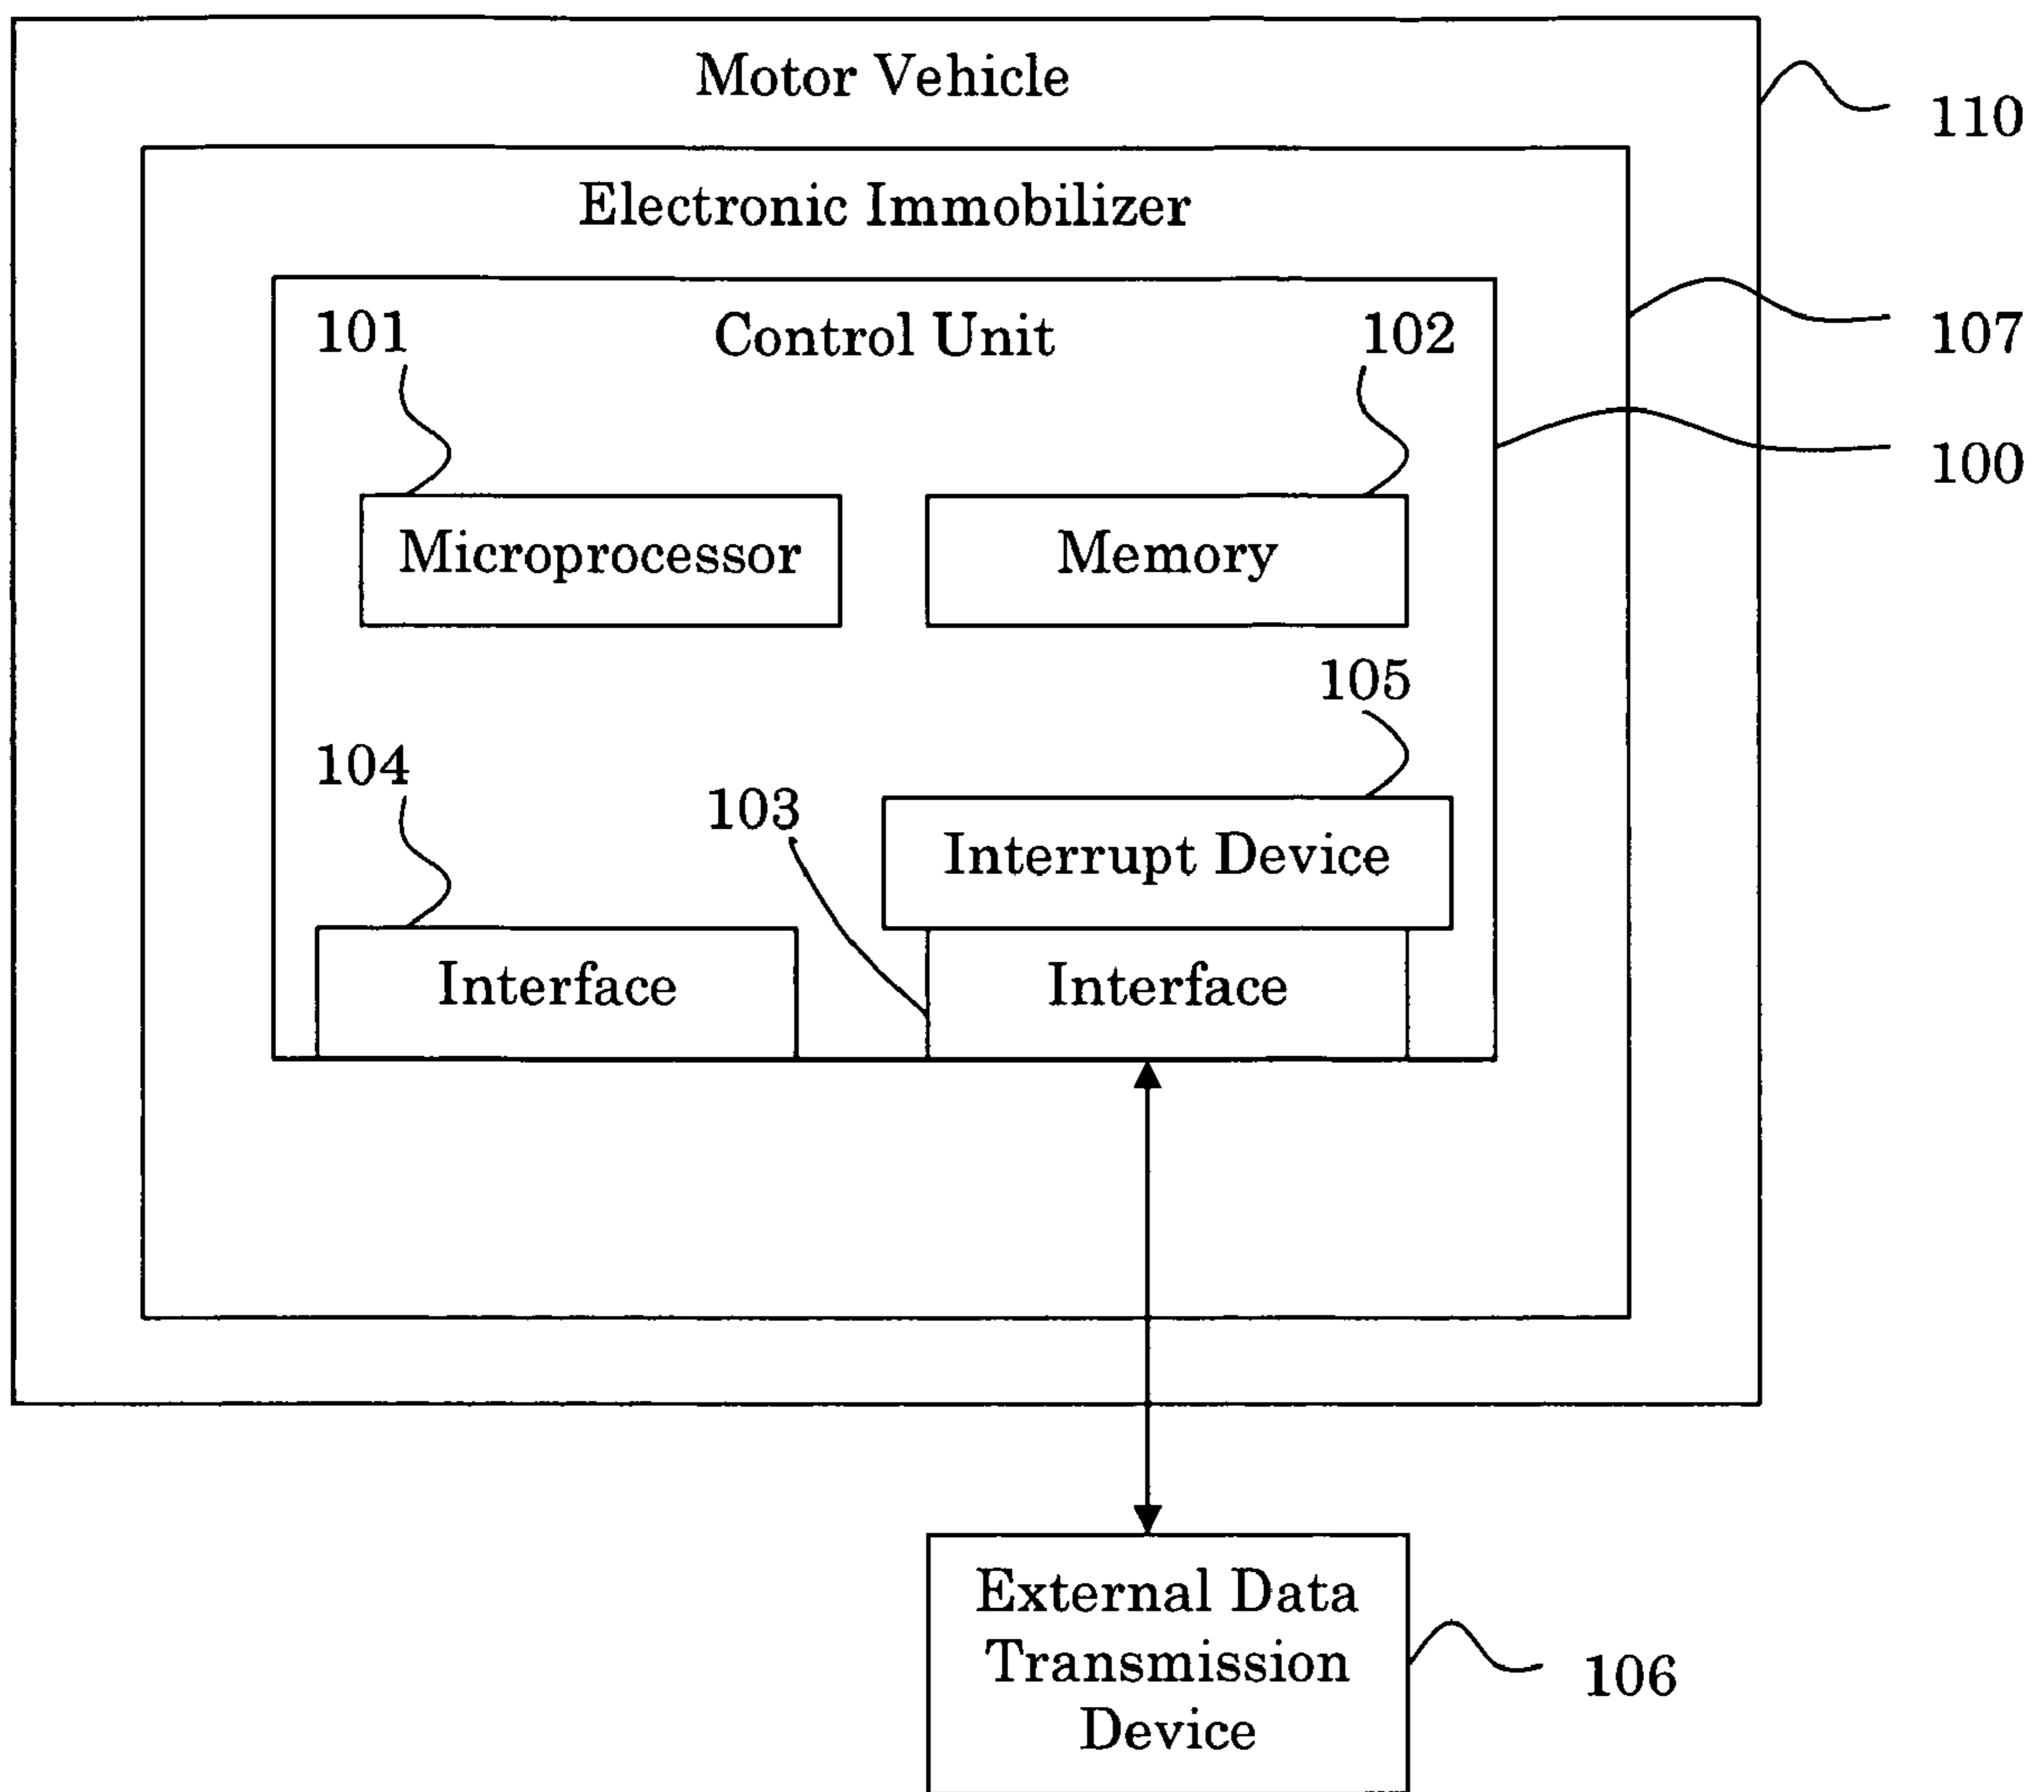 Motor Vehicle
110
Electronic Immobilizer
107
101
Control Unit
102
100
Microprocessor
Memory
105
104
103
Interrupt Device
Interface
Interface
External Data
Transmission
Device
106